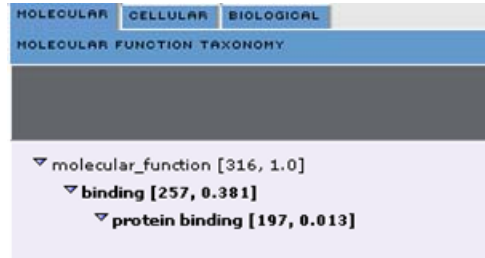 MOLECULAR CELLULAR BIOLOGICAL
MOLECULAR FUNCTION TAXONOMY
molecular_function [316, 1.0]
binding [257, 0.381]
protein binding [197, 0.013]